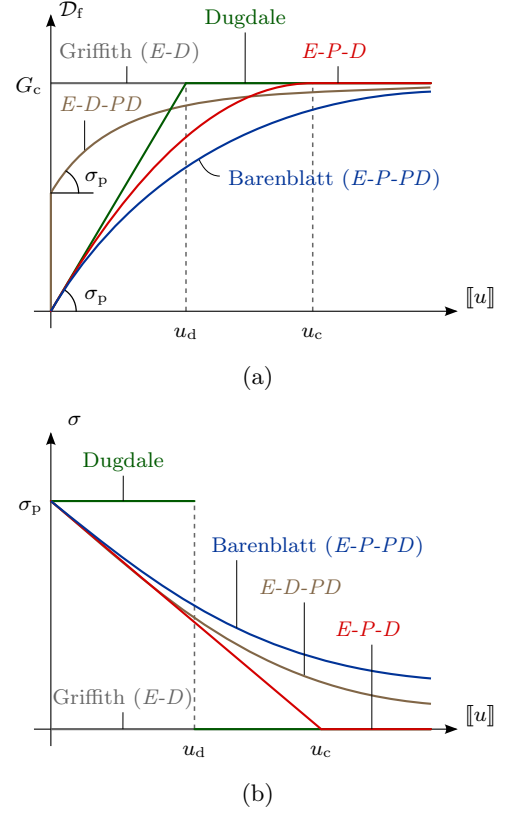 𝒟f
Dugdale
Griffith (E-D)
E-P-D
Gc
E-D-PD
σp
Barenblatt (E-P-PD)
σp
⟦u⟧
ud
uc
(a)
σ
Dugdale
σp
Barenblatt (E-P-PD)
E-D-PD
E-P-D
Griffith (E-D)
⟦u⟧
ud
uc
(b)